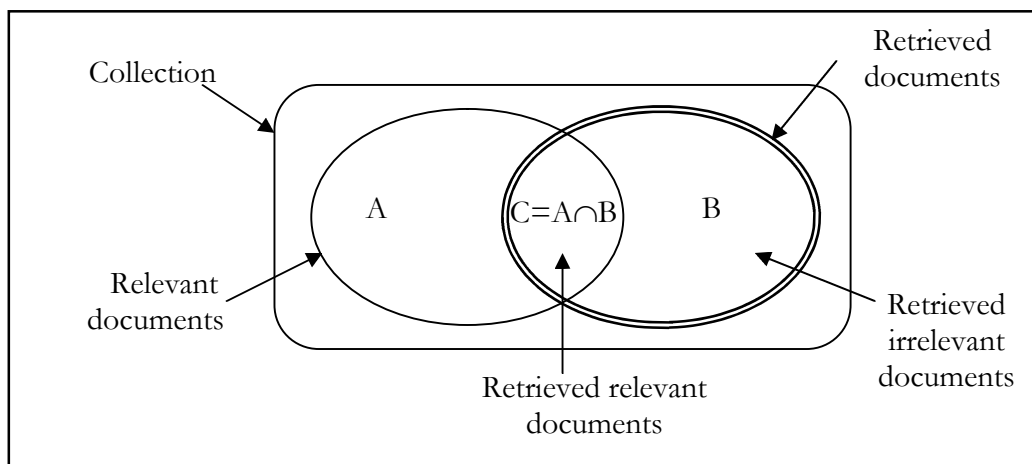 Collection
Retrieved
documents
A
C=A∩B
B
Relevant
documents
Retrieved
irrelevant
documents
Retrieved relevant
documents